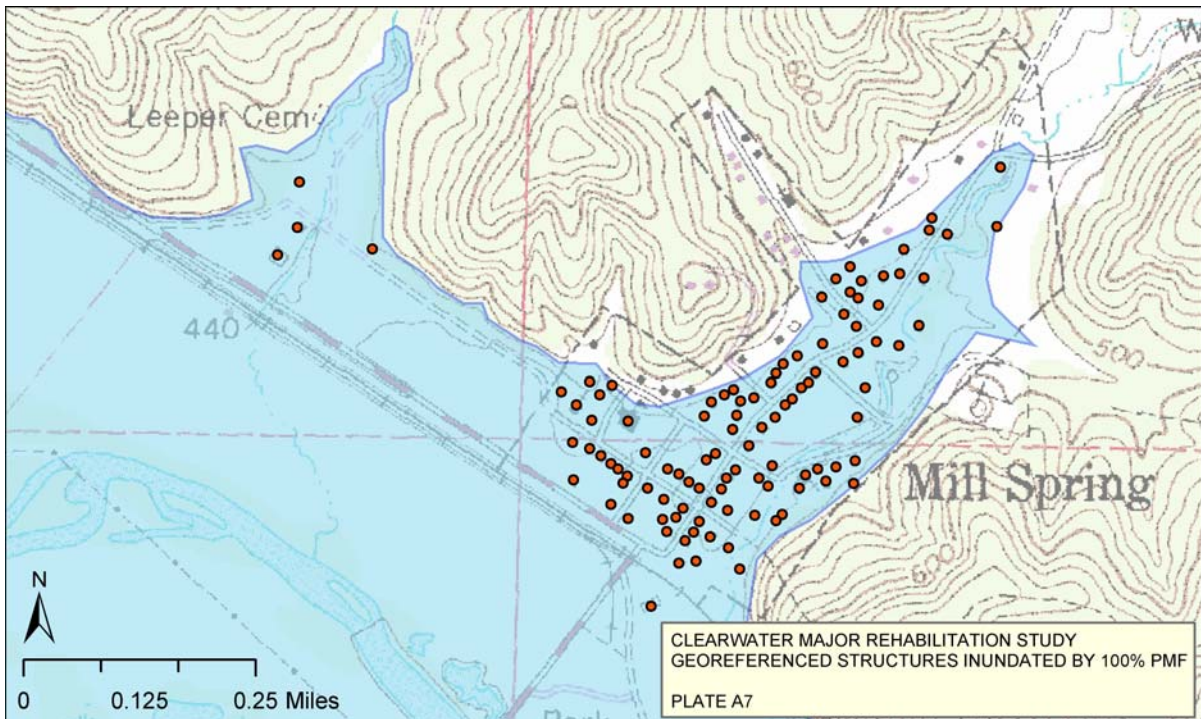 W
600
Leeper Cem
440
500
Mill Spring
600
N
0 0.125 0.25 Miles
CLEARWATER MAJOR REHABILITATION STUDY
GEOREFERENCED STRUCTURES INUNDATED BY 100% PMF
PLATE A7